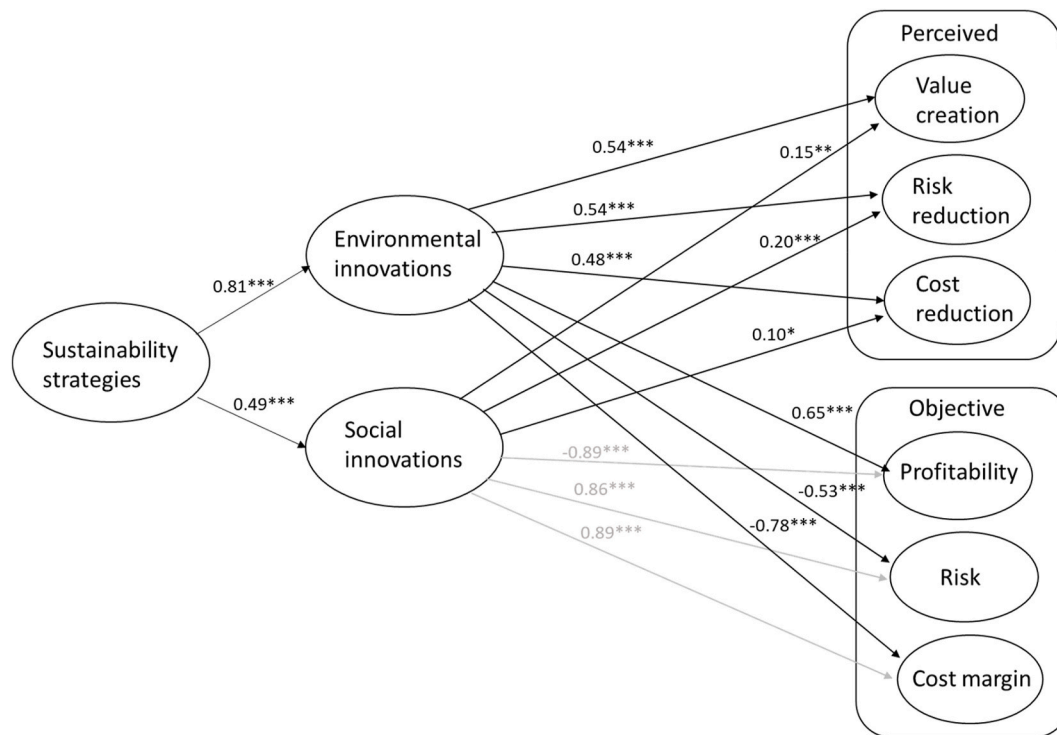 Perceived
Value
creation
0.54***
0.15**
Risk
reduction
0.54***
Environmental
innovations
0.20***
0.48***
Cost
reduction
0.81***
0.10*
Sustainability
strategies
0.49***
0.65***
Objective
Social
innovations
-0.89***
Profitability
0.86***
-0.53***
-0.78***
0.89***
Risk
Cost margin